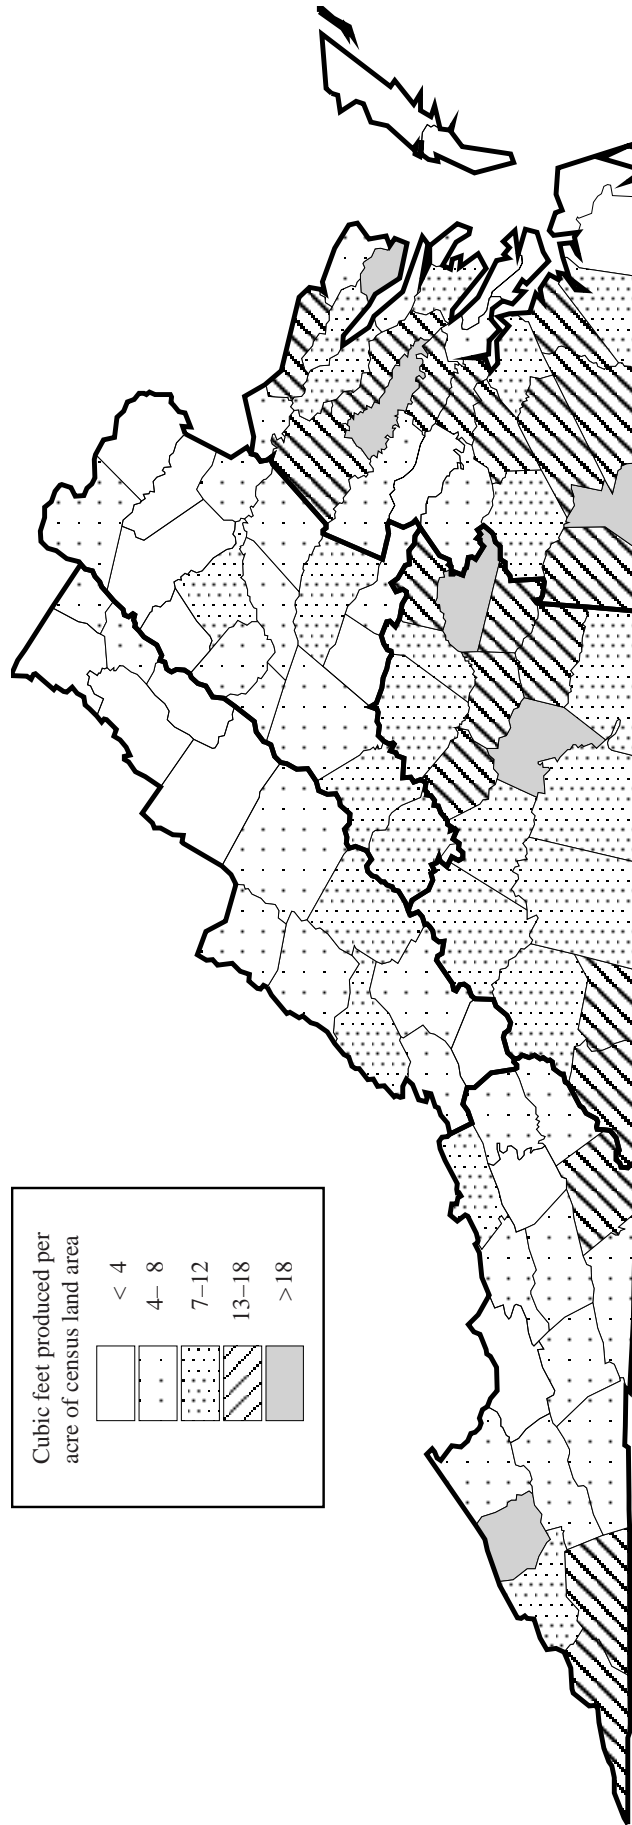 Cubic feet produced per
acre of census land area
< 4
4– 8
7–12
13–18
>18